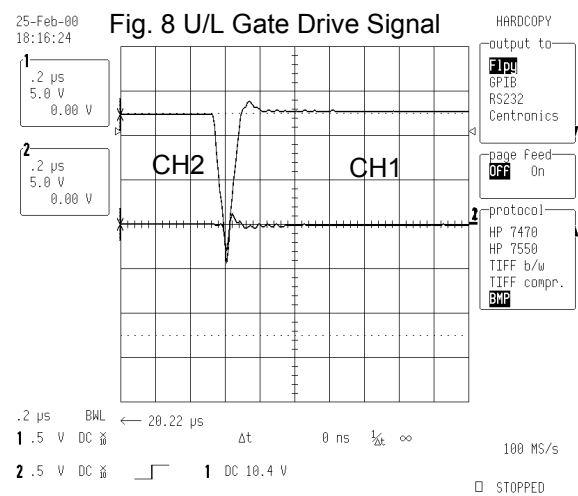 25-Feb-00
18:16:24
Fig. 8 U/L Gate Drive Signal
HARDCOPY
output to
Flpy
GPIB
RS232
Centronics
page feed
Off On
protocol
HP 7470
HP 7550
TIFF b/w
TIFF compr.
BMP
1
.2 µs
5.0 V
0.00 V
2
.2 µs
5.0 V
0.00 V
CH2
CH1
2
.2 µs BWL
← 20.22 µs
1 .5 V DC
2 .5 V DC
Δt 0 ns 1/Δt ∞
1 DC 10.4 V
100 MS/s
STOPPED